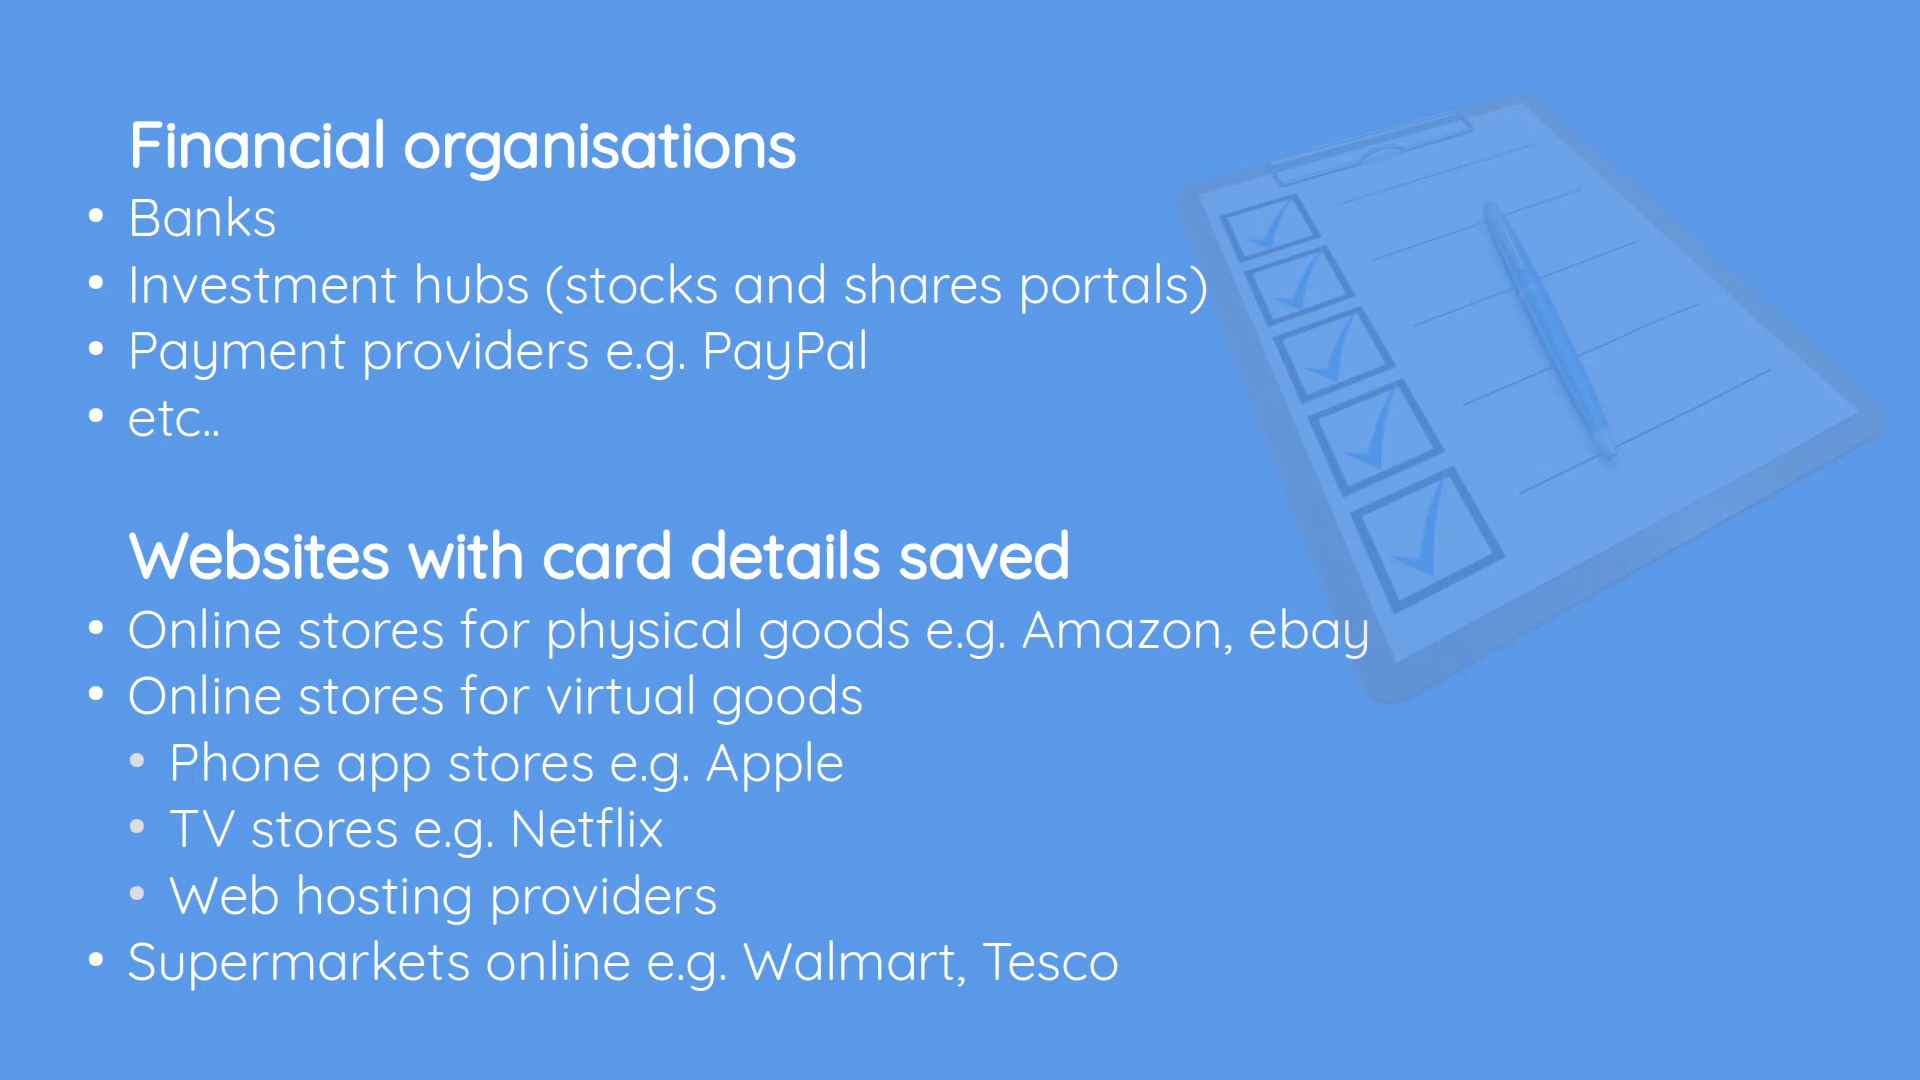 Financial organisations
• Banks
• Investment hubs (stocks and shares portals)
• Payment providers e.g. PayPal
• etc..
Websites with card details saved
• Online stores for physical goods e.g. Amazon, ebay
• Online stores for virtual goods
• Phone app stores e.g. Apple
• TV stores e.g. Netflix
• Web hosting providers
• Supermarkets online e.g. Walmart, Tesco